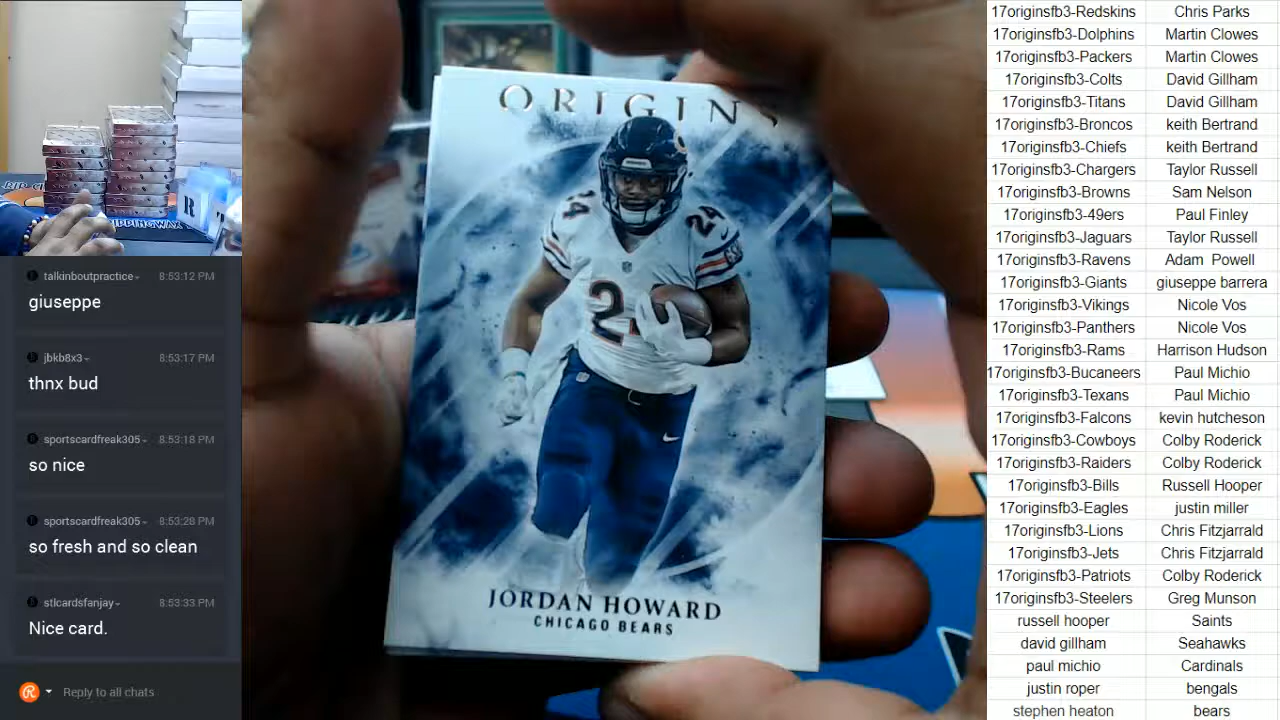 RIPPINGWAX
R
talkinboutpractice
8:53:12 PM
giuseppe
jbkb8x3
8:53:17 PM
thnx bud
sportscardfreak305
8:53:18 PM
so nice
sportscardfreak305
8:53:28 PM
so fresh and so clean
stlcardsfanjay
8:53:33 PM
Nice card.
Reply to all chats
ORIGINS
24
24
2
JORDAN HOWARD
CHICAGO BEARS
17originsfb3-Redskins Chris Parks
17originsfb3-Dolphins Martin Clowes
17originsfb3-Packers Martin Clowes
17originsfb3-Colts David Gillham
17originsfb3-Titans David Gillham
17originsfb3-Broncos keith Bertrand
17originsfb3-Chiefs keith Bertrand
17originsfb3-Chargers Taylor Russell
17originsfb3-Browns Sam Nelson
17originsfb3-49ers Paul Finley
17originsfb3-Jaguars Taylor Russell
17originsfb3-Ravens Adam Powell
17originsfb3-Giants giuseppe barrera
17originsfb3-Vikings Nicole Vos
17originsfb3-Panthers Nicole Vos
17originsfb3-Rams Harrison Hudson
17originsfb3-Bucaneers Paul Michio
17originsfb3-Texans Paul Michio
17originsfb3-Falcons kevin hutcheson
17originsfb3-Cowboys Colby Roderick
17originsfb3-Raiders Colby Roderick
17originsfb3-Bills Russell Hooper
17originsfb3-Eagles justin miller
17originsfb3-Lions Chris Fitzjarrald
17originsfb3-Jets Chris Fitzjarrald
17originsfb3-Patriots Colby Roderick
17originsfb3-Steelers Greg Munson
russell hooper Saints
david gillham Seahawks
paul michio Cardinals
justin roper bengals
stephen heaton bears